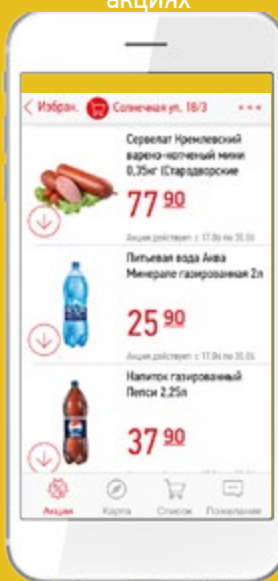 акциях
Избран. Солнечная ул, 18/3
Сервелат Кремлевский
варено-копченый мини
0,35кг (Стародворские
77 90
Акция действует с 17.06 по 30.06
Питьевая вода Аква
Минерале газированная 2л
25 90
Акция действует с 17.06 по 30.06
Напиток газированный
Пепси 2,25л
37 90
Акции Карта Список Пожелание